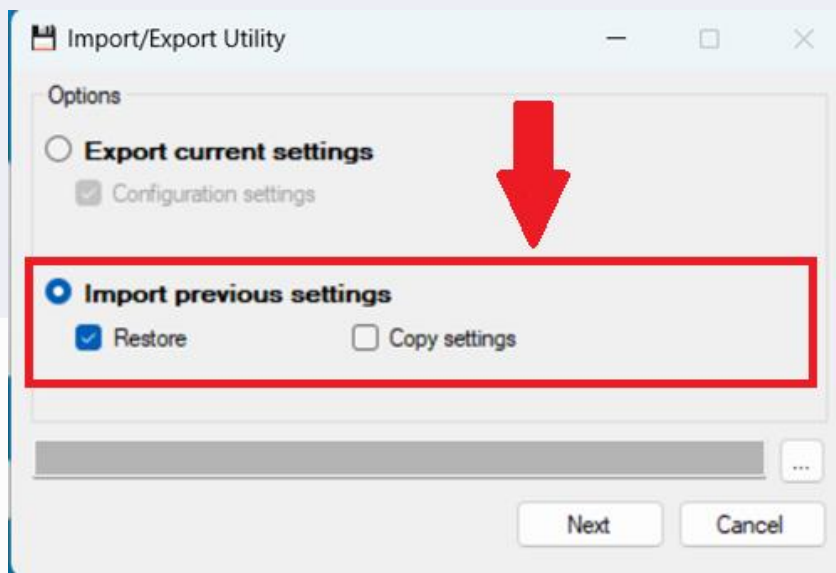 Import/Export Utility
Options
Export current settings
Configuration settings
Import previous settings
Restore Copy settings
...
Next Cancel